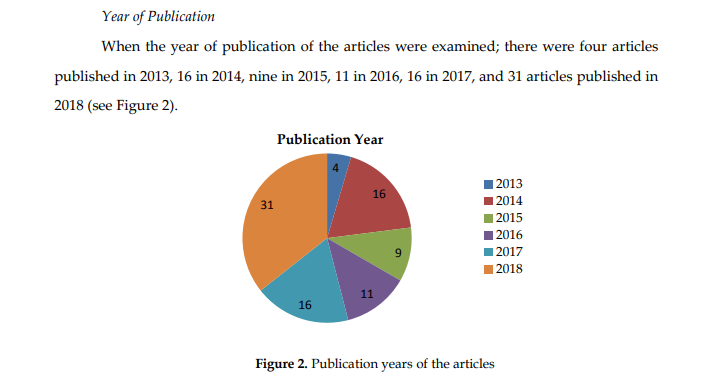 Year of Publication
When the year of publication of the articles were examined; there were four articles
published in 2013, 16 in 2014, nine in 2015, 11 in 2016, 16 in 2017, and 31 articles published in
2018 (see Figure 2).
Publication Year
4
16
9
11
16
31
2013
2014
2015
2016
2017
2018
Figure 2. Publication years of the articles